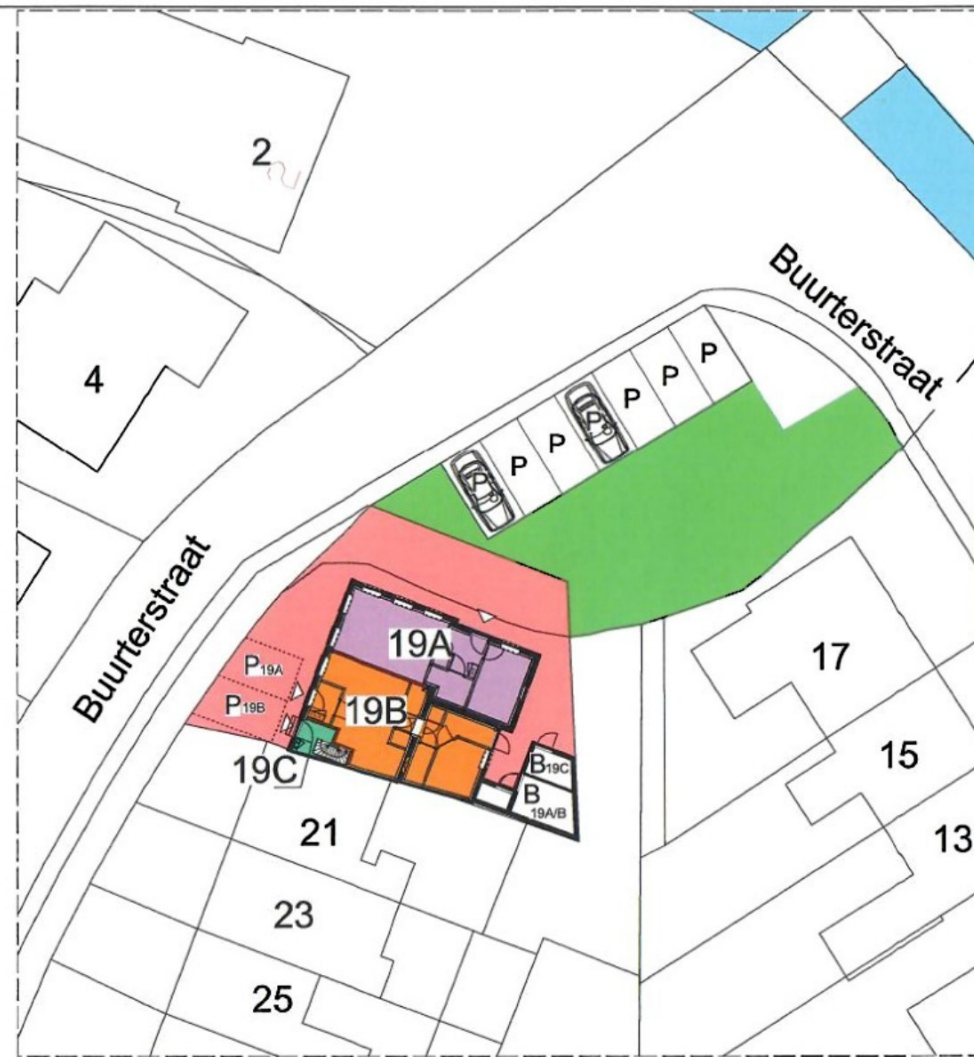 2
Buurterstraat
4
P
P
P
P
P
P
P
Buurterstraat
19A
17
P19A
P19B
19B
19C
B19C
B
19A/B
15
21
13
23
25